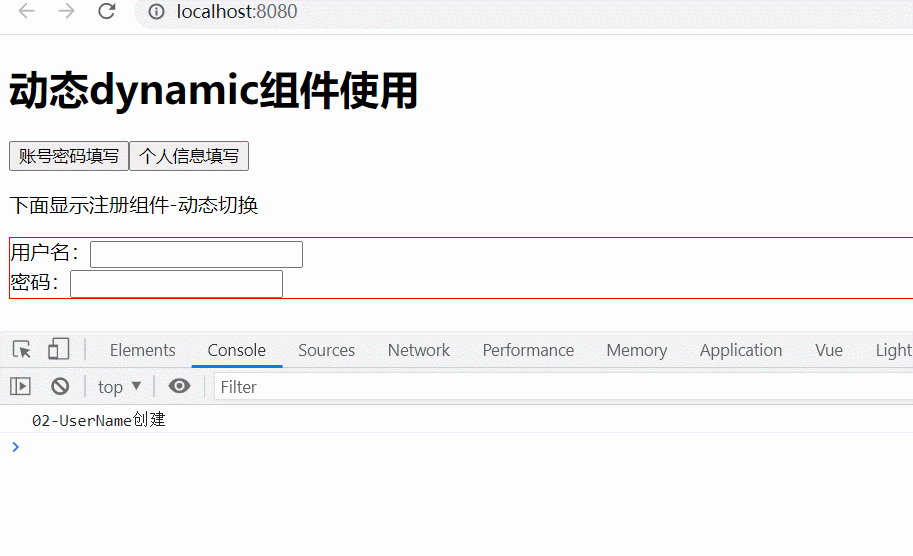 localhost:8080
动态dynamic组件使用
账号密码填写 个人信息填写
下面显示注册组件-动态切换
用户名：
密码：
Elements Console Sources Network Performance Memory Application Vue Light
top ▼ Filter
02-UserName创建